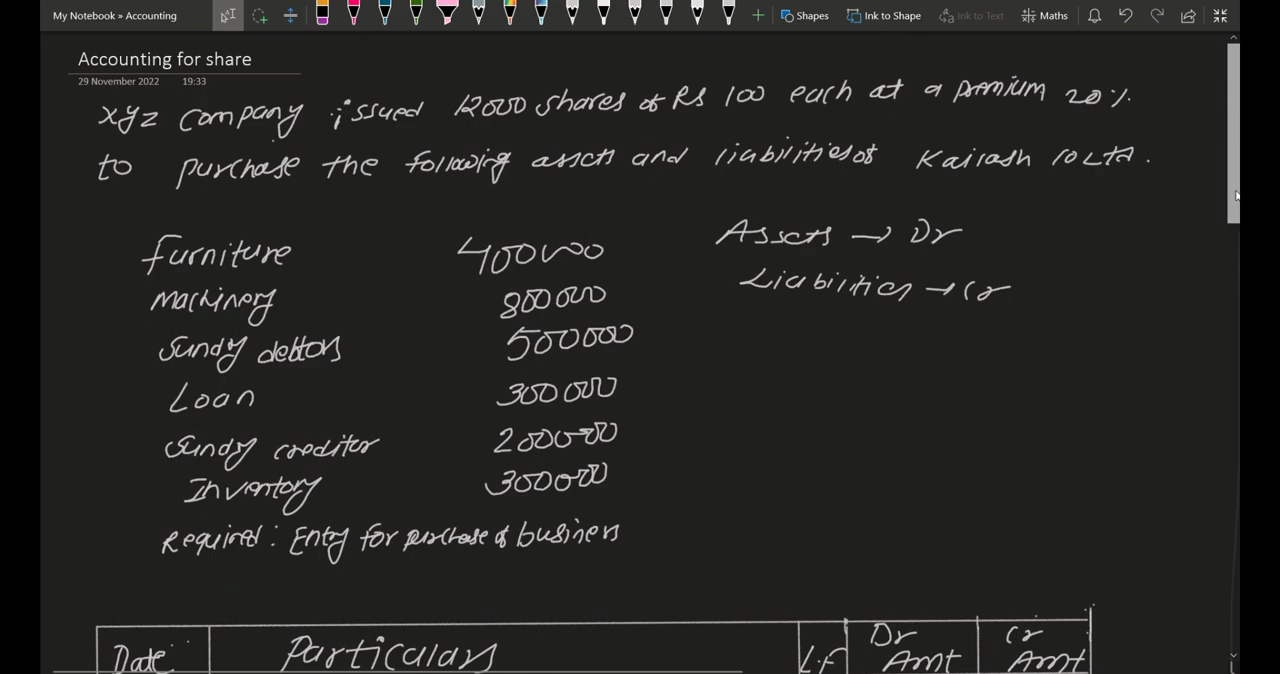 My Notebook » Accounting
Shapes
Ink to Shape
Ink to Text
Maths
Accounting for share
29 November 2022 19:33
xyz company issued 12000 shares of Rs 100 each at a premium 20%
to purchase the following assets and liabilities of Kailash co Ltd.
Furniture 400000
Machinery 800000
Sundry debtors 500000
Loan 300000
Sundry creditor 200000
Inventory 300000
Assets → Dr
Liabilities → Cr
Required: Entry for purchase of business
Date Particulars L.F Dr Amt Cr Amt